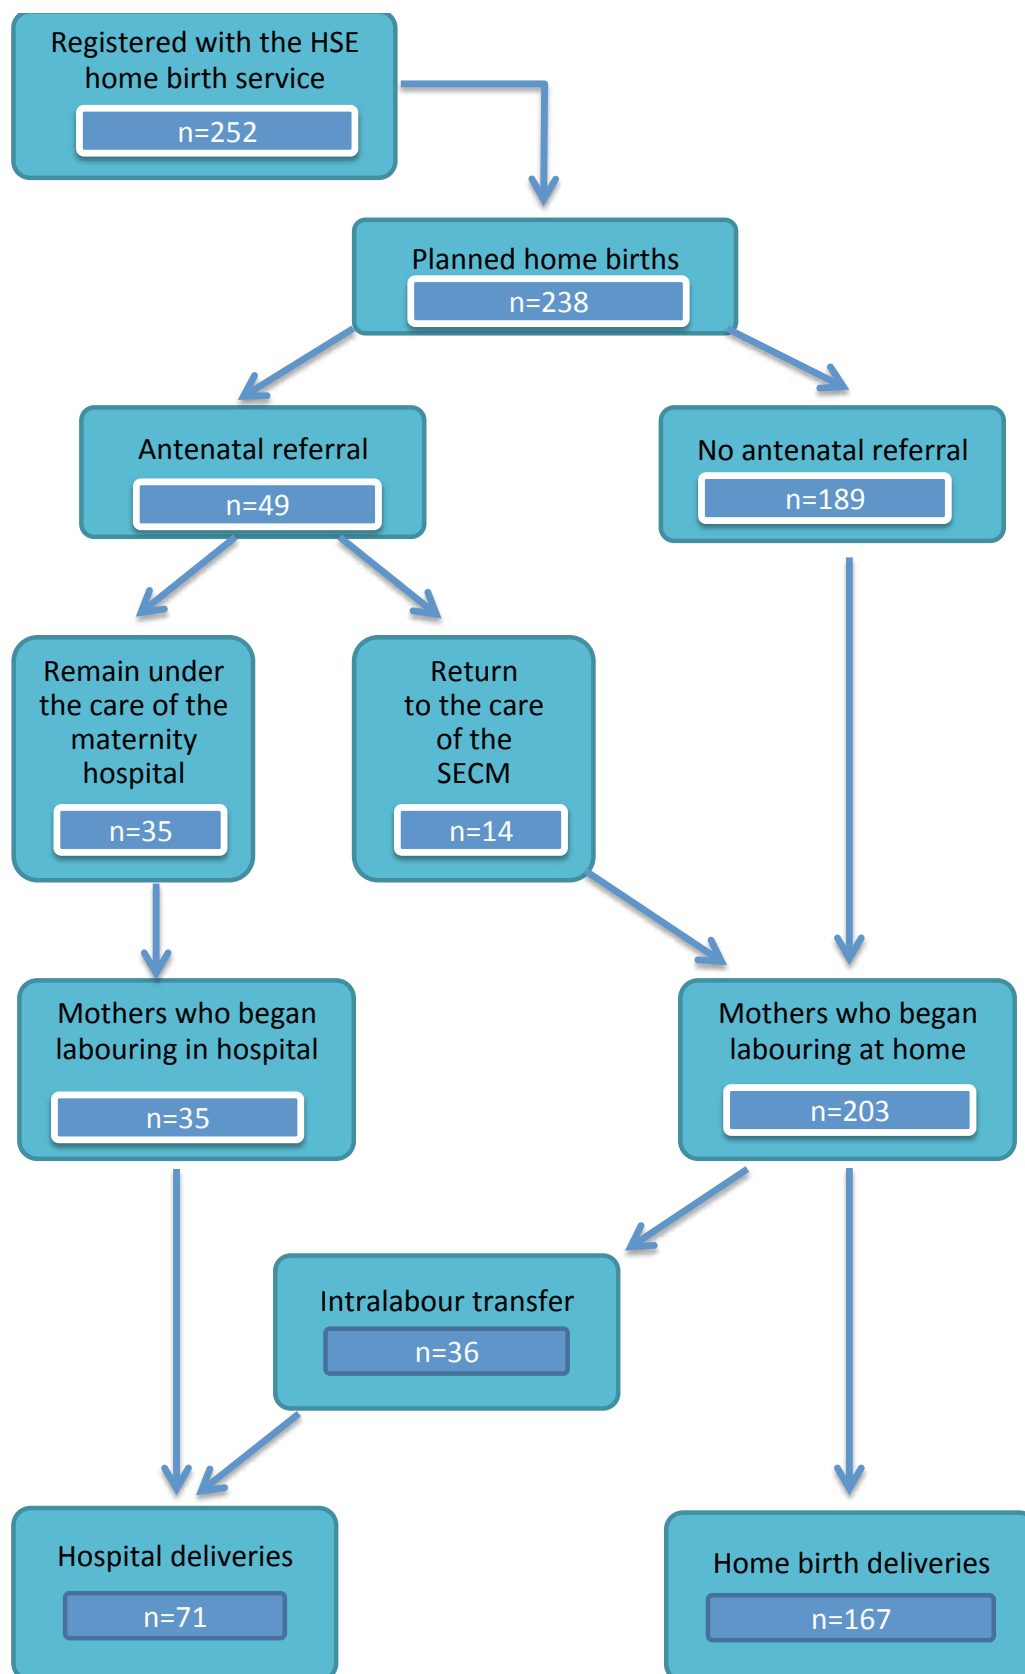 Registered with the HSE
home birth service
n=252
Planned home births
n=238
Antenatal referral
n=49
No antenatal referral
n=189
Remain under
the care of the
maternity
hospital
n=35
Return
to the care
of the
SECM
n=14
Mothers who began
labouring in hospital
n=35
Mothers who began
labouring at home
n=203
Intralabour transfer
n=36
Hospital deliveries
n=71
Home birth deliveries
n=167